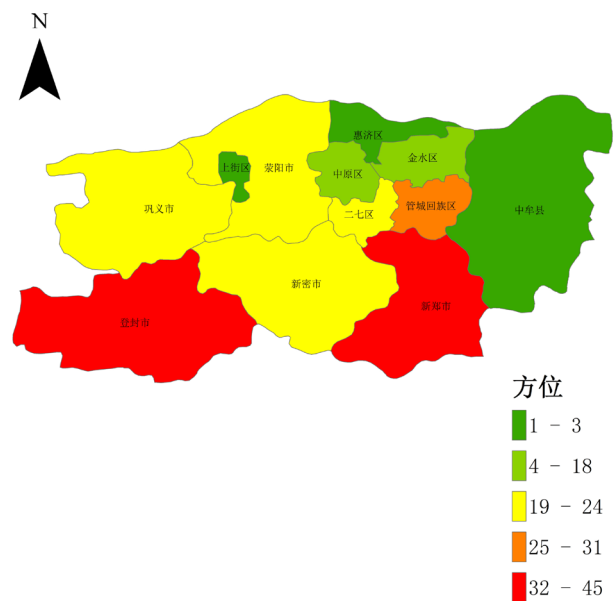 N
惠济区
金水区
上街区
荥阳市
中原区
巩义市
二七区
管城回族区
中牟县
新密市
新郑市
登封市
方位
1 - 3
4 - 18
19 - 24
25 - 31
32 - 45